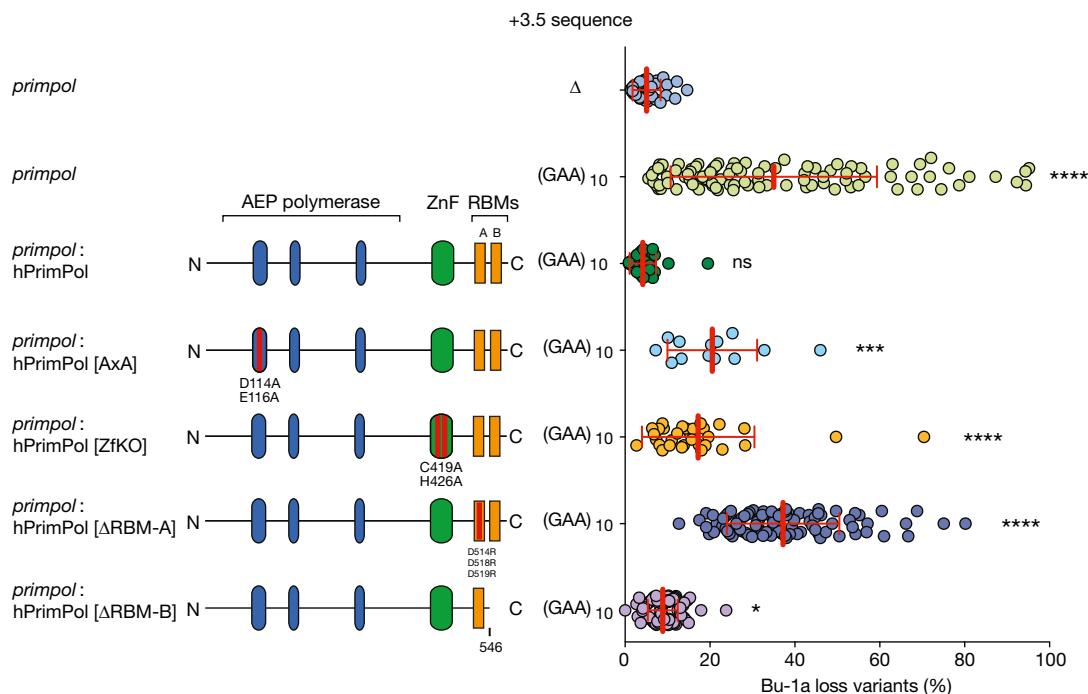 +3.5 sequence
primpol
Δ
primpol
(GAA) 10
****
AEP polymerase
ZnF
RBMs
A B
primpol :
hPrimPol
N
C
(GAA) 10
ns
primpol :
hPrimPol [AxA]
N
C
D114A
E116A
(GAA) 10
***
primpol :
hPrimPol [ZfKO]
N
C
C419A
H426A
(GAA) 10
****
primpol :
hPrimPol [ΔRBM-A]
N
C
D514R
D518R
D519R
(GAA) 10
****
primpol :
hPrimPol [ΔRBM-B]
N
C
546
(GAA) 10
*
0 20 40 60 80 100
Bu-1a loss variants (%)